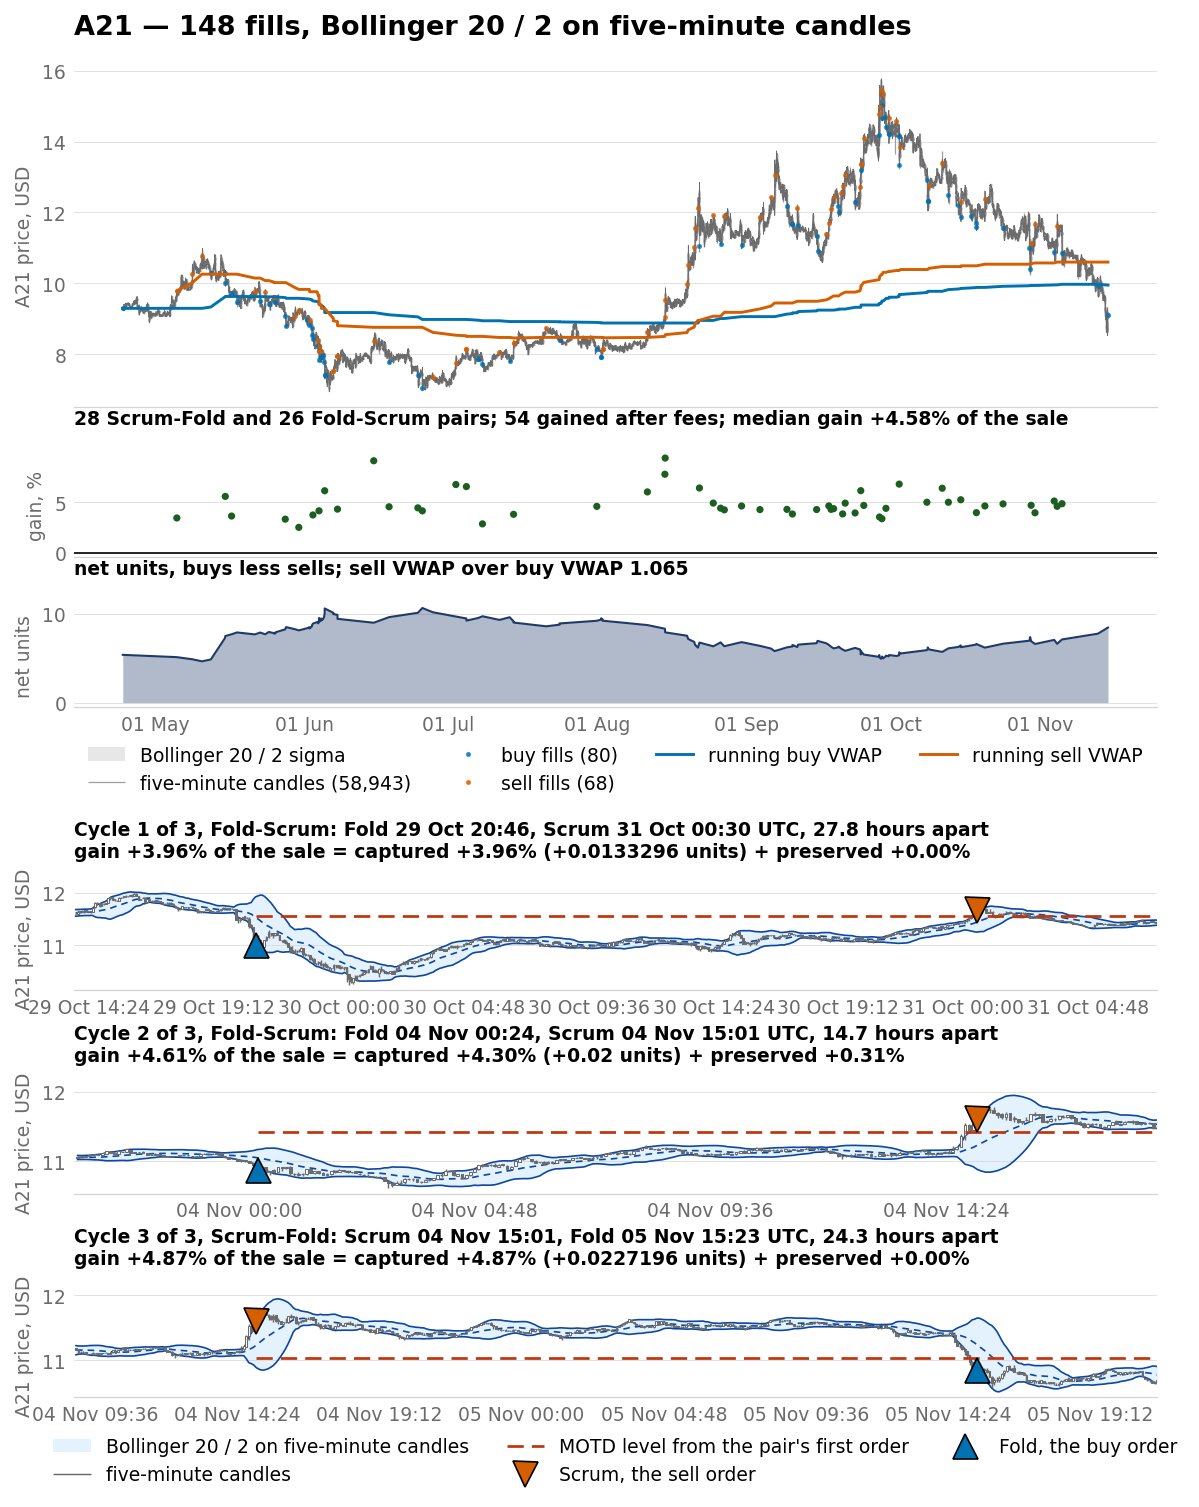 A21 — 148 fills, Bollinger 20 / 2 on five-minute candles
A21 price, USD
16
14
12
10
8
28 Scrum-Fold and 26 Fold-Scrum pairs; 54 gained after fees; median gain +4.58% of the sale
gain, %
5
0
net units, buys less sells; sell VWAP over buy VWAP 1.065
net units
10
0
01 May 01 Jun 01 Jul 01 Aug 01 Sep 01 Oct 01 Nov
Bollinger 20 / 2 sigma buy fills (80) running buy VWAP running sell VWAP
five-minute candles (58,943) sell fills (68)
Cycle 1 of 3, Fold-Scrum: Fold 29 Oct 20:46, Scrum 31 Oct 00:30 UTC, 27.8 hours apart
gain +3.96% of the sale = captured +3.96% (+0.0133296 units) + preserved +0.00%
A21 price, USD
12
11
29 Oct 14:24 29 Oct 19:12 30 Oct 00:00 30 Oct 04:48 30 Oct 09:36 30 Oct 14:24 30 Oct 19:12 31 Oct 00:00 31 Oct 04:48
Cycle 2 of 3, Fold-Scrum: Fold 04 Nov 00:24, Scrum 04 Nov 15:01 UTC, 14.7 hours apart
gain +4.61% of the sale = captured +4.30% (+0.02 units) + preserved +0.31%
A21 price, USD
12
11
04 Nov 00:00 04 Nov 04:48 04 Nov 09:36 04 Nov 14:24
Cycle 3 of 3, Scrum-Fold: Scrum 04 Nov 15:01, Fold 05 Nov 15:23 UTC, 24.3 hours apart
gain +4.87% of the sale = captured +4.87% (+0.0227196 units) + preserved +0.00%
A21 price, USD
12
11
04 Nov 09:36 04 Nov 14:24 04 Nov 19:12 05 Nov 00:00 05 Nov 04:48 05 Nov 09:36 05 Nov 14:24 05 Nov 19:12
Bollinger 20 / 2 on five-minute candles MOTD level from the pair's first order Fold, the buy order
five-minute candles Scrum, the sell order